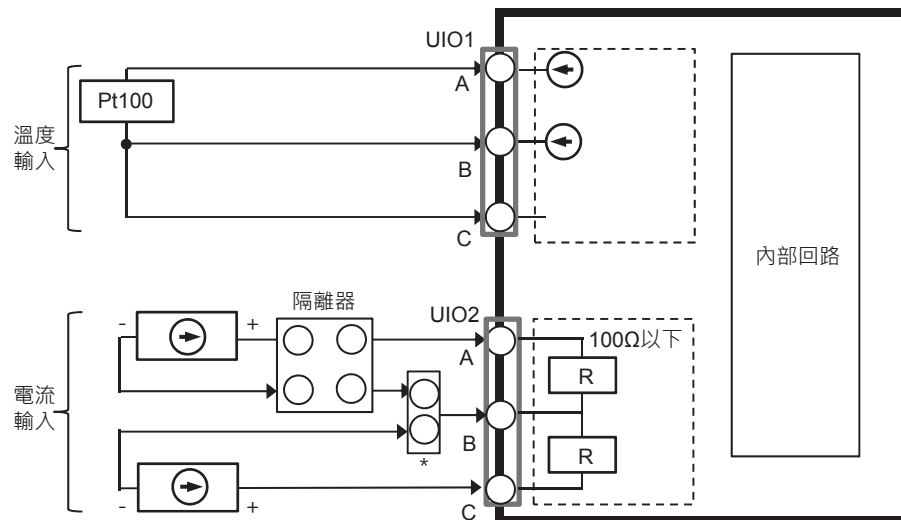 UIO1
A
Pt100
溫度
輸入
B
C
內部回路
隔離器
UIO2
- +
100Ω以下
A
R
電流
輸入
B
R
*
- +
C